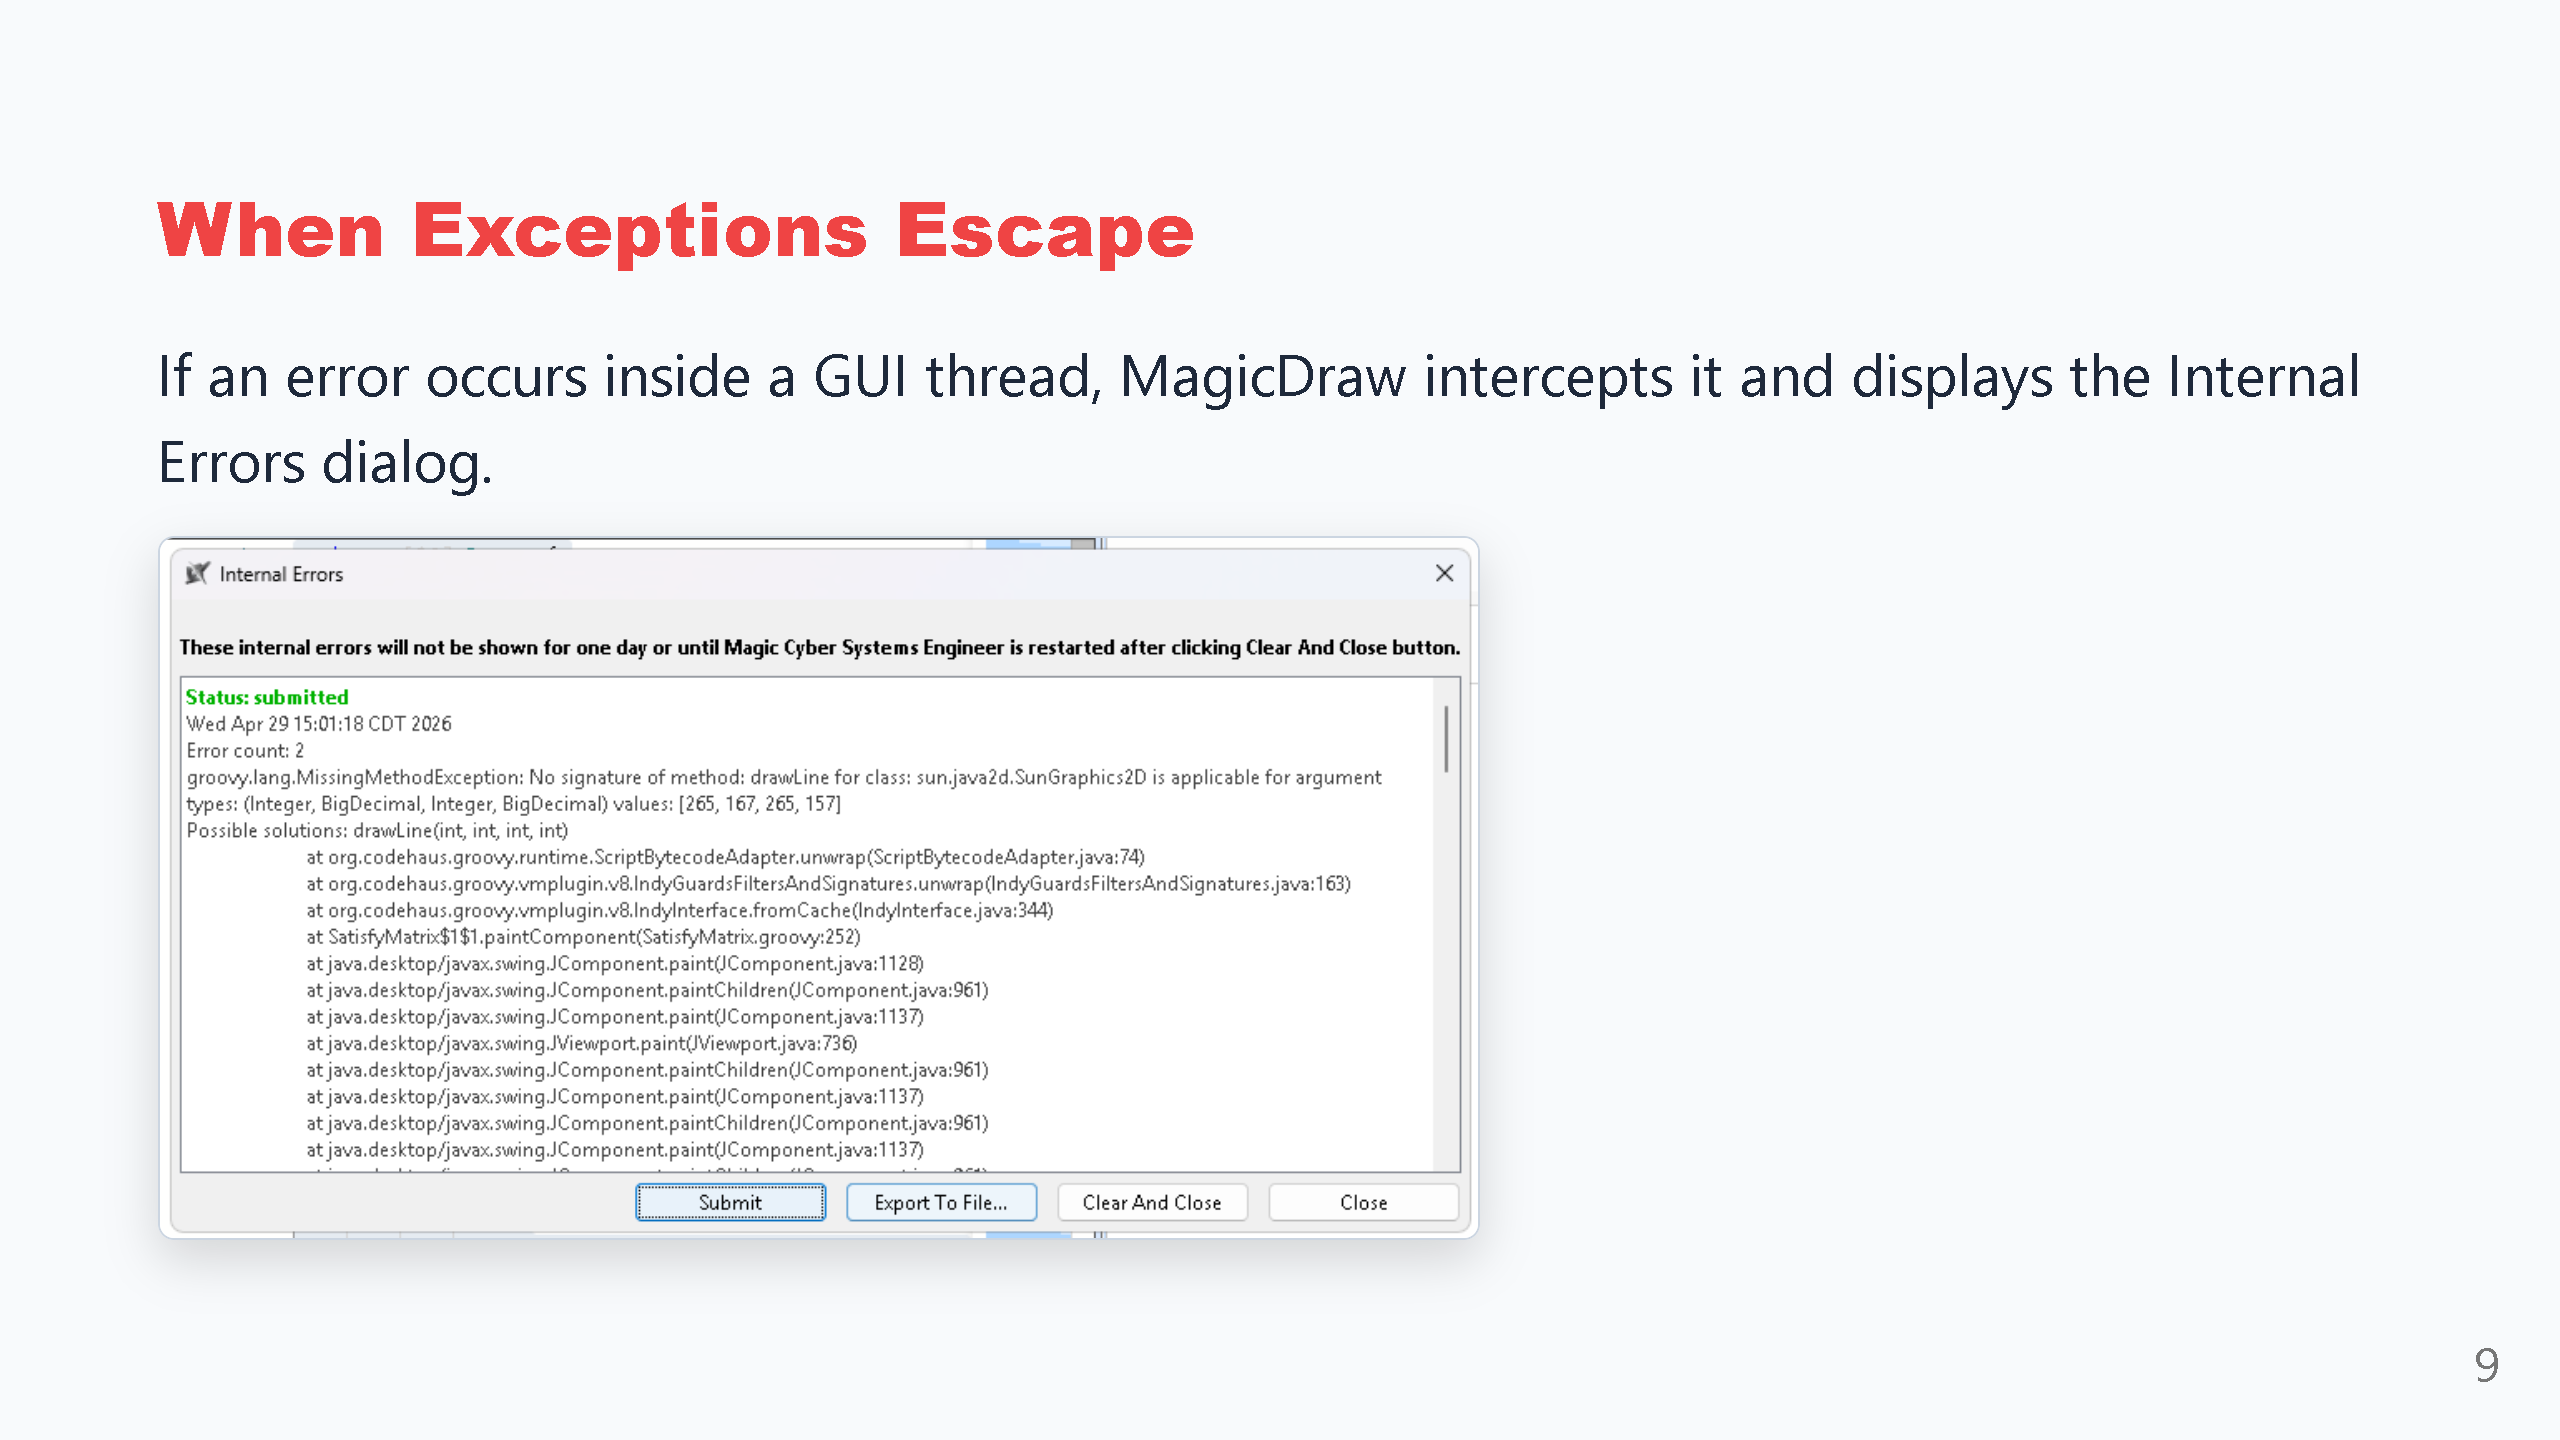 When Exceptions Escape
If an error occurs inside a GUI thread, MagicDraw intercepts it and displays the Internal
Errors dialog.
Internal Errors
These internal errors will not be shown for one day or until Magic Cyber Systems Engineer is restarted after clicking Clear And Close button.
Status: submitted
Wed Apr 29 15:01:18 CDT 2026
Error count: 2
groovy.lang.MissingMethodException: No signature of method: drawLine for class: sun.java2d.SunGraphics2D is applicable for argument
types: (Integer, BigDecimal, Integer, BigDecimal) values: [265, 167, 265, 157]
Possible solutions: drawLine(int, int, int, int)
at org.codehaus.groovy.runtime.ScriptBytecodeAdapter.unwrap(ScriptBytecodeAdapter.java:74)
at org.codehaus.groovy.vmplugin.v8.IndyGuardsFiltersAndSignatures.unwrap(IndyGuardsFiltersAndSignatures.java:163)
at org.codehaus.groovy.vmplugin.v8.IndyInterface.fromCache(IndyInterface.java:344)
at SatisfyMatrix$1$1.paintComponent(SatisfyMatrix.groovy:252)
at java.desktop/javax.swing.JComponent.paint(JComponent.java:1128)
at java.desktop/javax.swing.JComponent.paintChildren(JComponent.java:961)
at java.desktop/javax.swing.JComponent.paint(JComponent.java:1137)
at java.desktop/javax.swing.JViewport.paint(JViewport.java:736)
at java.desktop/javax.swing.JComponent.paintChildren(JComponent.java:961)
at java.desktop/javax.swing.JComponent.paint(JComponent.java:1137)
at java.desktop/javax.swing.JComponent.paintChildren(JComponent.java:961)
at java.desktop/javax.swing.JComponent.paint(JComponent.java:1137)
Submit
Export To File...
Clear And Close
Close
9